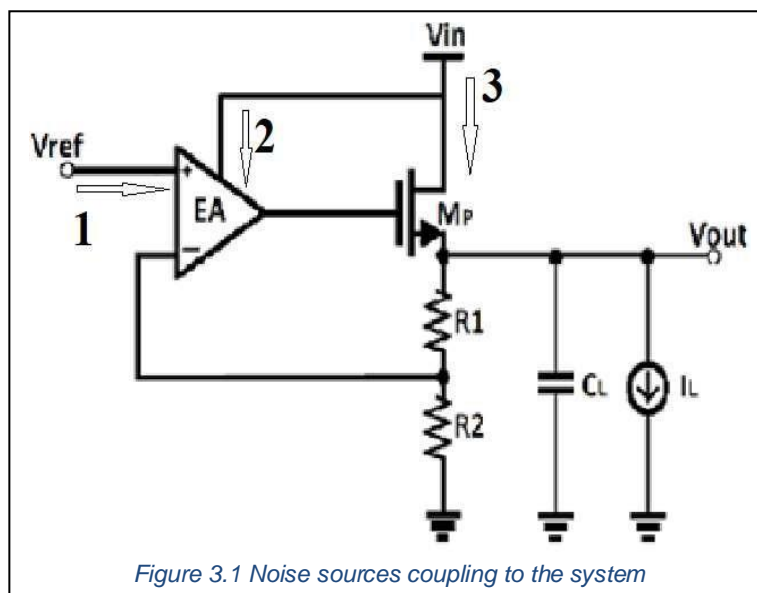 Vin
3
2
Vref
1
+
EA
−
MP
Vout
R1
CL
IL
R2
Figure 3.1 Noise sources coupling to the system